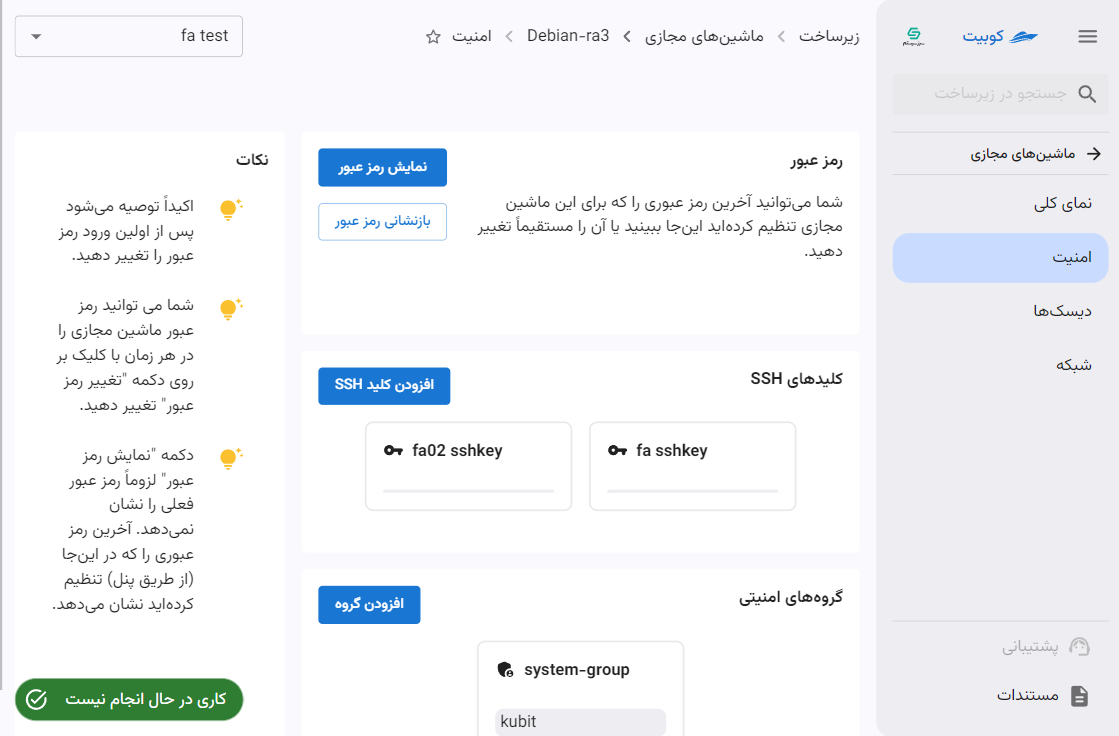 کوبیت
جستجو در زیرساخت
ماشین‌های مجازی
نمای کلی
امنیت
دیسک‌ها
شبکه
پشتیبانی
مستندات
زیرساخت
ماشین‌های مجازی
Debian-ra3
امنیت
fa test
رمز عبور
شما می‌توانید آخرین رمز عبوری را که برای این ماشین
مجازی تنظیم کرده‌اید این‌جا ببینید یا آن را مستقیماً تغییر
دهید.
نمایش رمز عبور
بازنشانی رمز عبور
کلیدهای SSH
افزودن کلید SSH
fa sshkey
fa02 sshkey
گروه‌های امنیتی
افزودن گروه
system-group
kubit
نکات
اکیداً توصیه می‌شود
پس از اولین ورود رمز
عبور را تغییر دهید.
شما می توانید رمز
عبور ماشین مجازی را
در هر زمان با کلیک بر
روی دکمه "تغییر رمز
عبور" تغییر دهید.
دکمه "نمایش رمز
عبور" لزوماً رمز عبور
فعلی را نشان
نمی‌دهد. آخرین رمز
عبوری را که در این‌جا
(از طریق پنل) تنظیم
کرده‌اید نشان می‌دهد.
کاری در حال انجام نیست